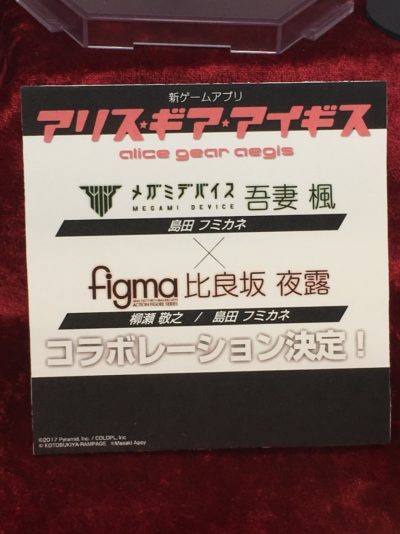 新ゲームアプリ
アリス★ギア★アイギス
alice gear aegis
メガミデバイス 吾妻 楓
MEGAMI DEVICE
島田 フミカネ
×
figma 比良坂 夜露
ACTION FIGURE SERIES
柳瀬 敬之 / 島田 フミカネ
コラボレーション決定！
©2017 Pyramid, Inc. / COLOPL, Inc.
© KOTOBUKIYA・RAMPAGE ©Masaki Apsy